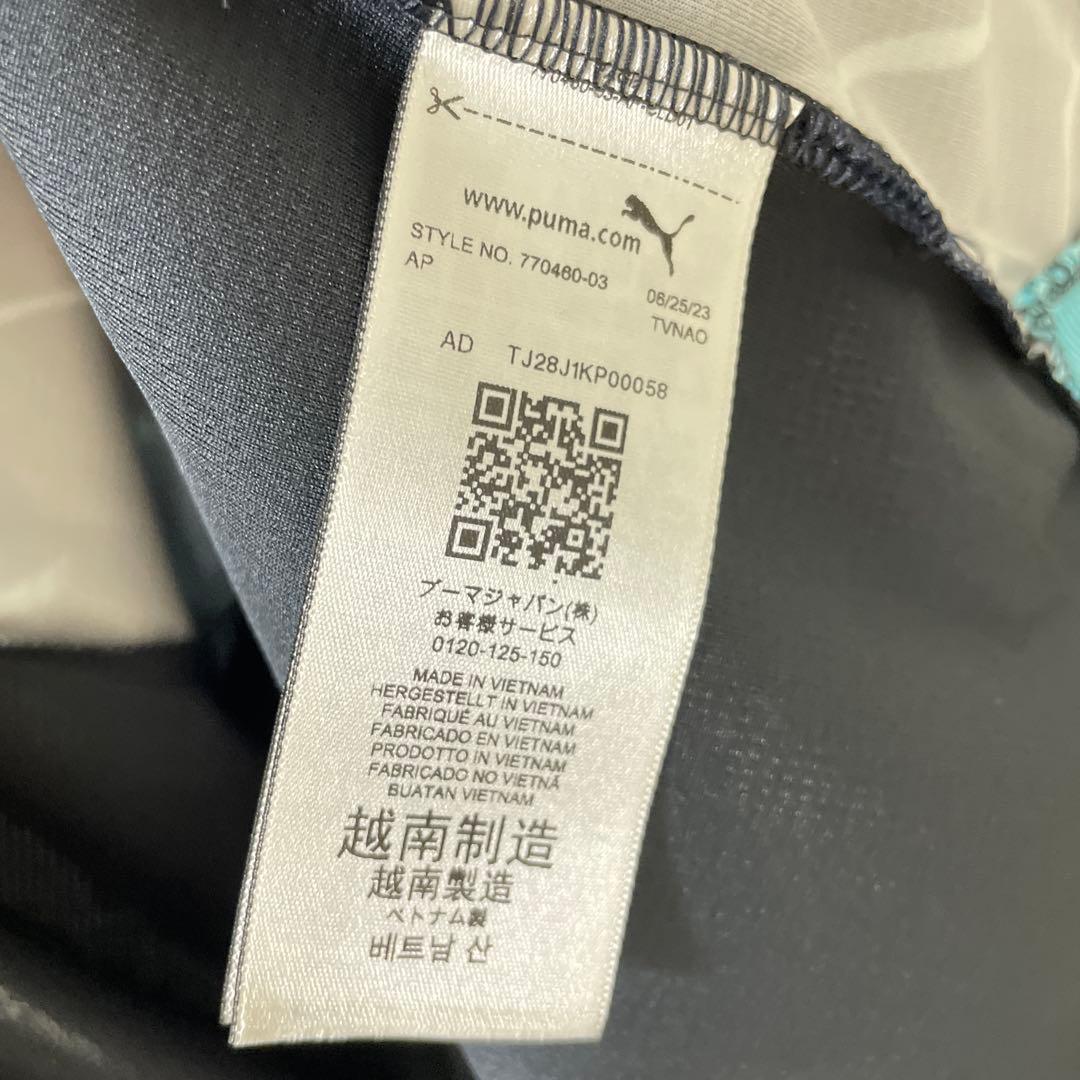 www.puma.com
STYLE NO. 770460-03
AP
06/25/23
TVNAO
AD TJ28J1KP00058
プーマジャパン(株)
お客様サービス
0120-125-150
MADE IN VIETNAM
HERGESTELLT IN VIETNAM
FABRIQUÉ AU VIETNAM
FABRICADO EN VIETNAM
PRODOTTO IN VIETNAM
FABRICADO NO VIETNÃ
BUATAN VIETNAM
越南制造
越南製造
ベトナム製
베트남 산